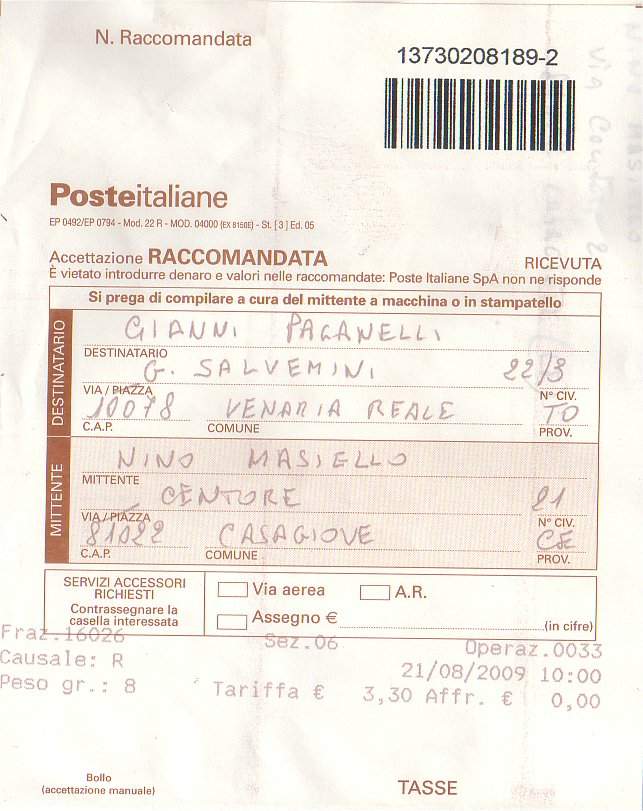 N. Raccomandata
13730208189-2
Posteitaliane
EP 0492/EP 0794 - Mod. 22 R - MOD. 04000 (EX 8150E) - St. [3] Ed. 05
Accettazione RACCOMANDATA
RICEVUTA
È vietato introdurre denaro e valori nelle raccomandate: Poste Italiane SpA non ne risponde
Si prega di compilare a cura del mittente a macchina o in stampatello
DESTINATARIO
GIANNI PAGANELLI
DESTINATARIO
G. SALVEMINI 22/3
VIA / PIAZZA N° CIV.
10078 VENARIA REALE TO
C.A.P. COMUNE PROV.
MITTENTE
NINO MASIELLO
MITTENTE
CENTORE 21
VIA / PIAZZA N° CIV.
81022 CASAGIOVE CE
C.A.P. COMUNE PROV.
SERVIZI ACCESSORI
RICHIESTI
Contrassegnare la
casella interessata
Via aerea A.R.
Assegno € (in cifre)
Fraz.16026 Sez.06 Operaz.0033
Causale: R 21/08/2009 10:00
Peso gr.: 8 Tariffa € 3,30 Affr. € 0,00
Bollo
(accettazione manuale)
TASSE